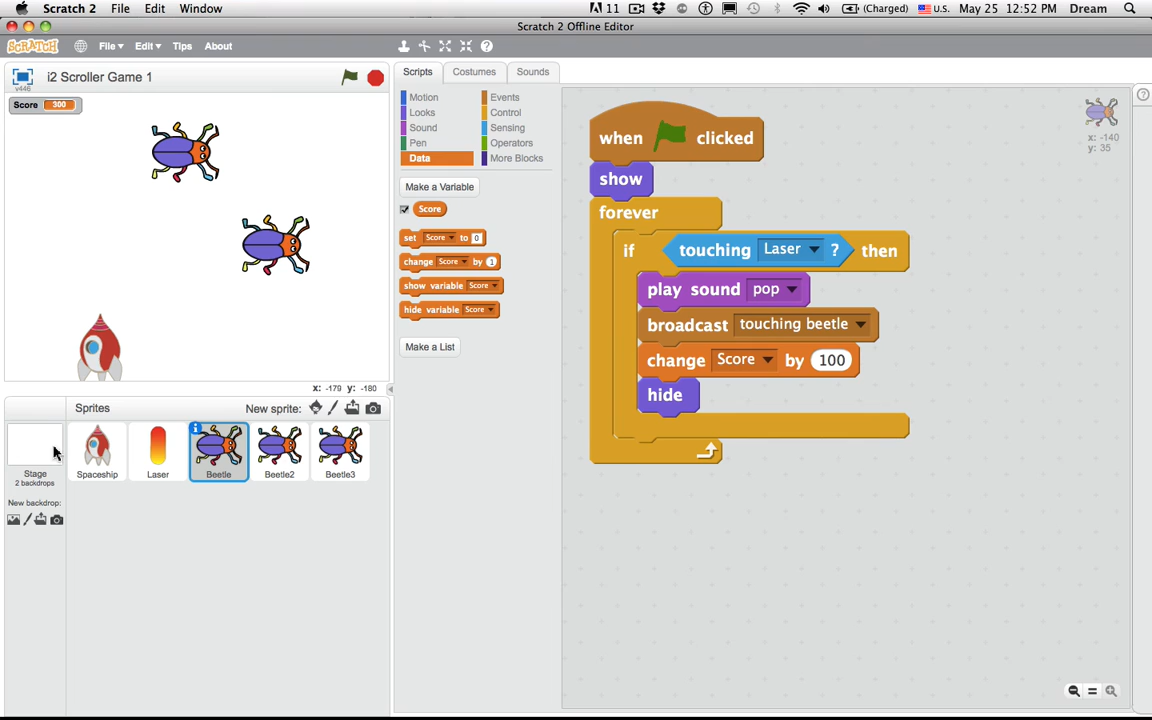 Scratch 2 File Edit Window 11 (Charged) U.S. May 25 12:52 PM Dream
Scratch 2 Offline Editor
SCRATCH File Edit Tips About
v446
i2 Scroller Game 1
Score 300
x: -179 y: -180
Scripts Costumes Sounds
Motion Events
Looks Control
Sound Sensing
Pen Operators
Data More Blocks
Make a Variable
Score
set Score to 0
change Score by 1
show variable Score
hide variable Score
Make a List
when clicked
show
forever
if touching Laser ? then
play sound pop
broadcast touching beetle
change Score by 100
hide
x: -140
y: 35
Sprites New sprite:
Stage
2 backdrops
New backdrop:
Spaceship Laser Beetle Beetle2 Beetle3